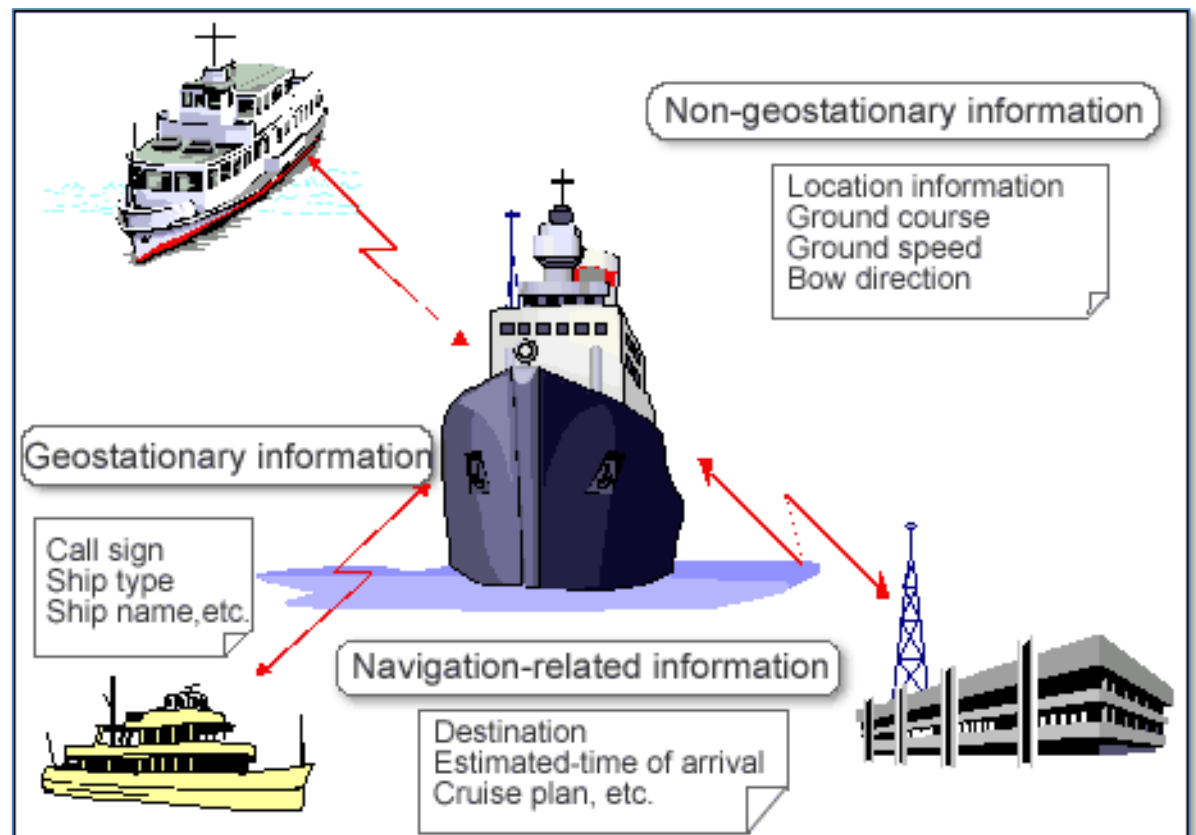 Non-geostationary information
Location information
Ground course
Ground speed
Bow direction
Geostationary information
Call sign
Ship type
Ship name,etc.
Navigation-related information
Destination
Estimated-time of arrival
Cruise plan, etc.